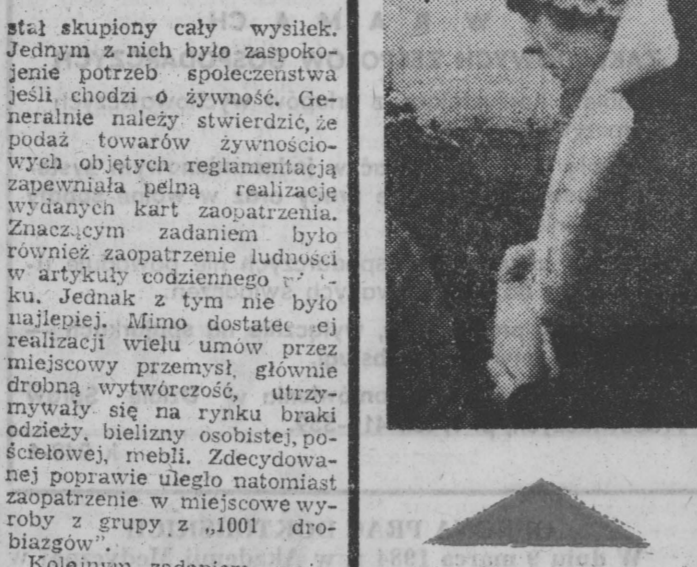 stał skupiony cały wysiłek.
Jednym z nich było zaspoko-
jenie potrzeb społeczeństwa
jeśli chodzi o żywność. Ge-
neralnie należy stwierdzić, że
podaż towarów żywnościo-
wych objętych reglamentacją
zapewniała pełną realizację
wydanych kart zaopatrzenia.
Znaczącym zadaniem było
również zaopatrzenie ludności
w artykuły codziennego
ku. Jednak z tym nie było
najlepiej. Mimo
realizacji wielu umów przez
miejscowy przemysł, głównie
drobną wytwórczość, utrzy-
mywały się na rynku braki
odzieży, bielizny osobistej, po-
ścielowej, mebli. Zdecydowa-
nej poprawie uległo natomiast
zaopatrzenie w miejscowe wy-
roby z grupy z „1001 dro-
biazgów”.
Kolejnym zadaniem